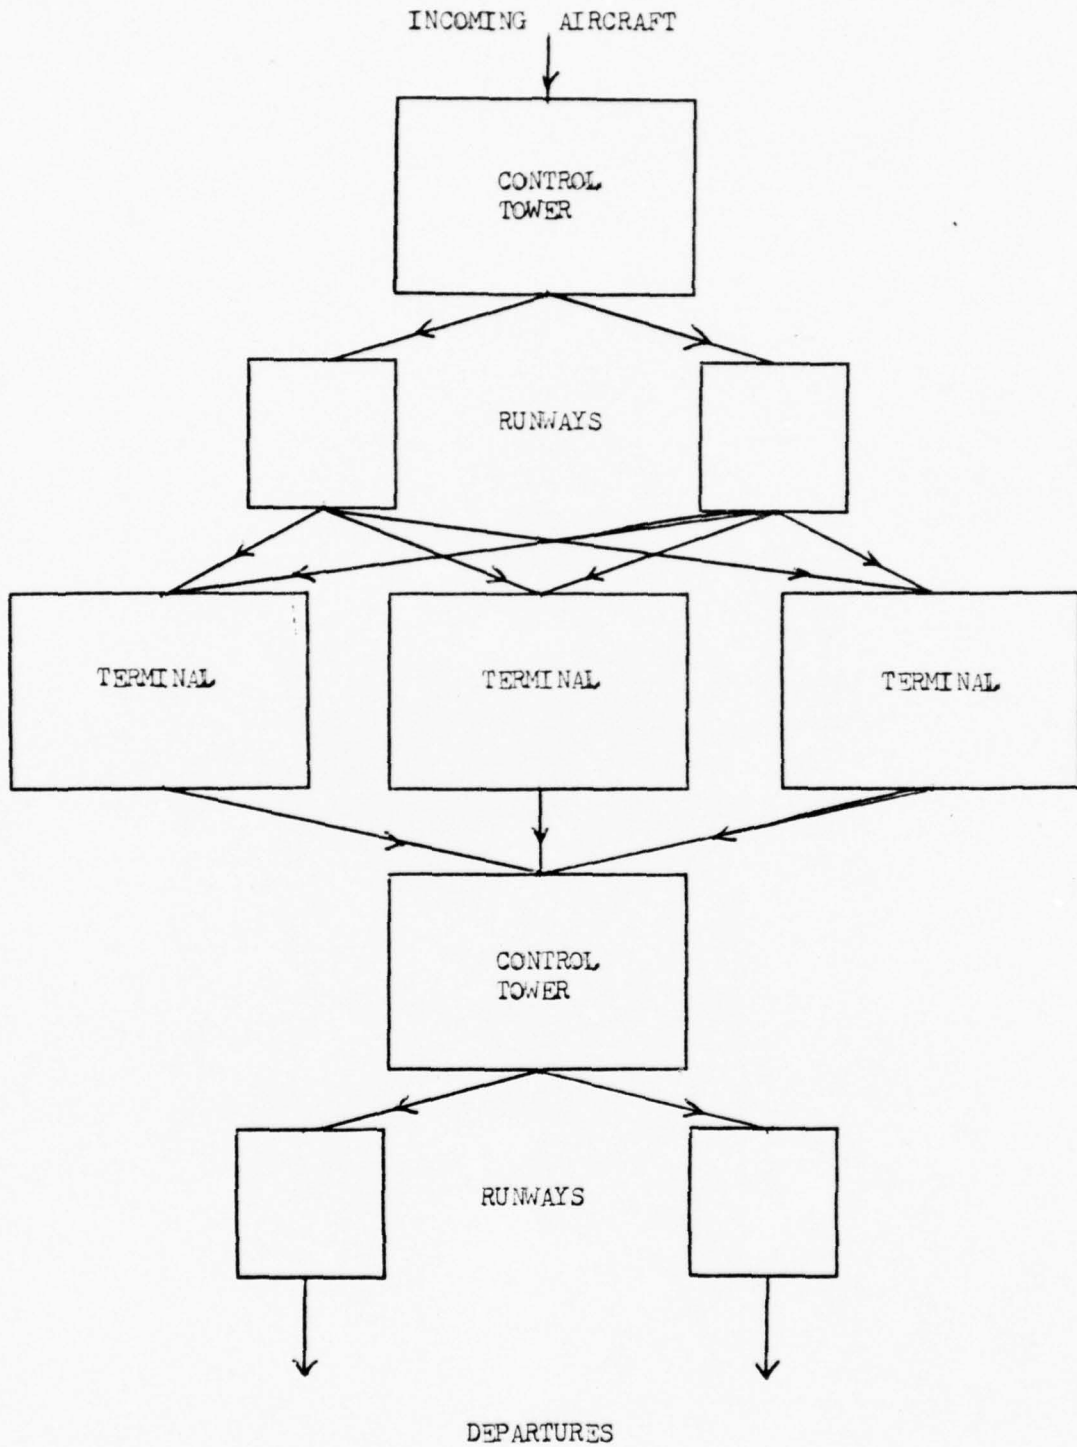 INCOMING AIRCRAFT
CONTROL
TOWER
RUNWAYS
TERMINAL TERMINAL TERMINAL
CONTROL
TOWER
RUNWAYS
DEPARTURES